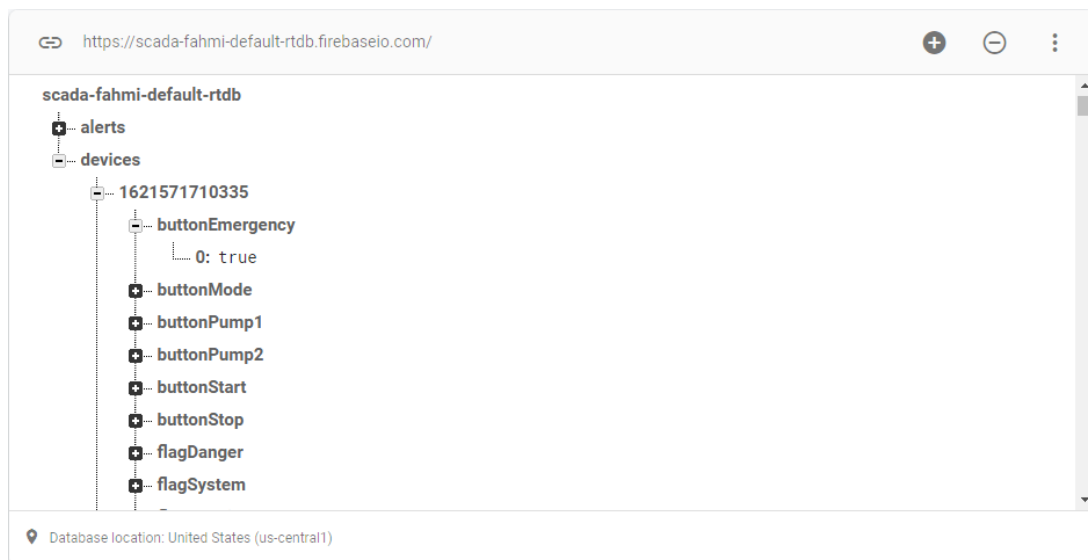 https://scada-fahmi-default-rtdb.firebaseio.com/
scada-fahmi-default-rtdb
alerts
devices
1621571710335
buttonEmergency
0: true
buttonMode
buttonPump1
buttonPump2
buttonStart
buttonStop
flagDanger
flagSystem
Database location: United States (us-central1)